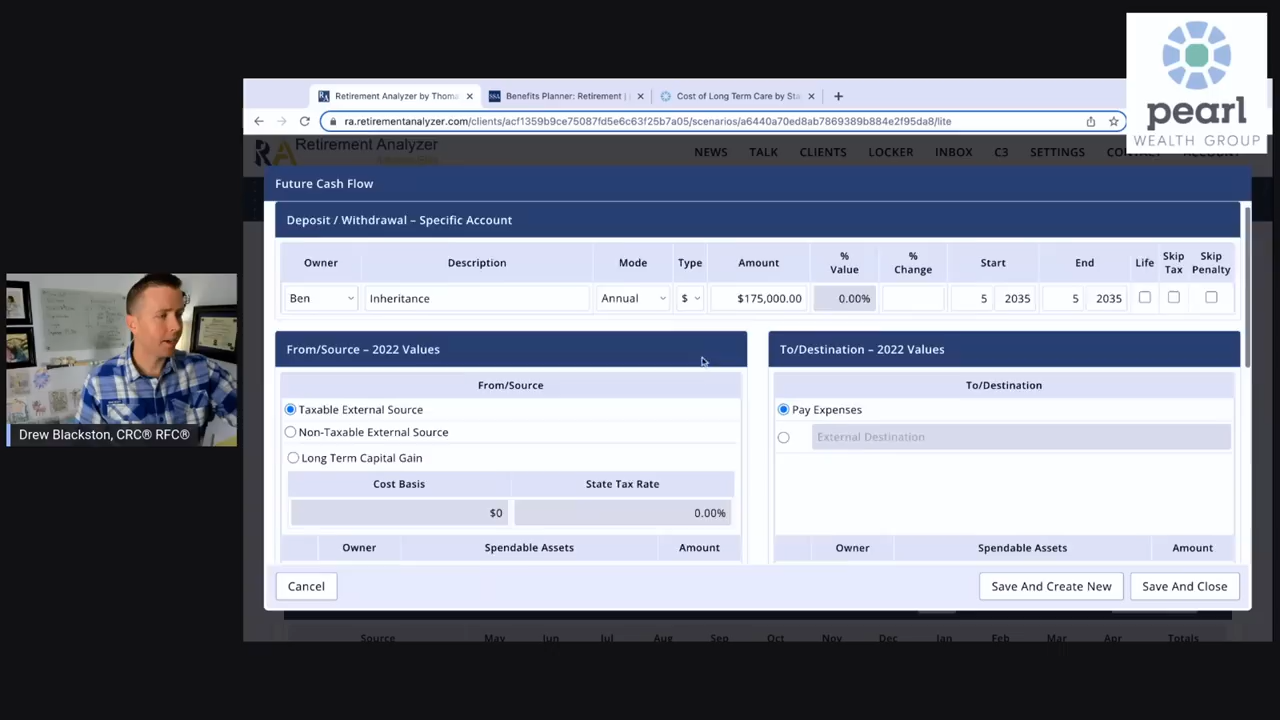 pearl
WEALTH GROUP
Retirement Analyzer by Thoma
Benefits Planner: Retirement |
Cost of Long Term Care by Sta
ra.retirementanalyzer.com/clients/acf1359b9ce75087fd5e6c63f25b7a05/scenarios/a6440a70ed8ab7869389b884e2f95da8/lite
RA Retirement Analyzer
NEWS TALK CLIENTS LOCKER INBOX C3 SETTINGS
Future Cash Flow
Deposit / Withdrawal – Specific Account
Owner Description Mode Type Amount % Value % Change Start End Life Skip Tax Skip Penalty
Ben Inheritance Annual $ $175,000.00 0.00% 5 2035 5 2035
From/Source – 2022 Values
To/Destination – 2022 Values
From/Source
To/Destination
Taxable External Source
Pay Expenses
Non-Taxable External Source
External Destination
Long Term Capital Gain
Cost Basis State Tax Rate
$0 0.00%
Owner Spendable Assets Amount
Owner Spendable Assets Amount
Cancel
Save And Create New
Save And Close
Source May Jun Jul Aug Sep Oct Nov Dec Jan Feb Mar Apr Totals
Drew Blackston, CRC® RFC®